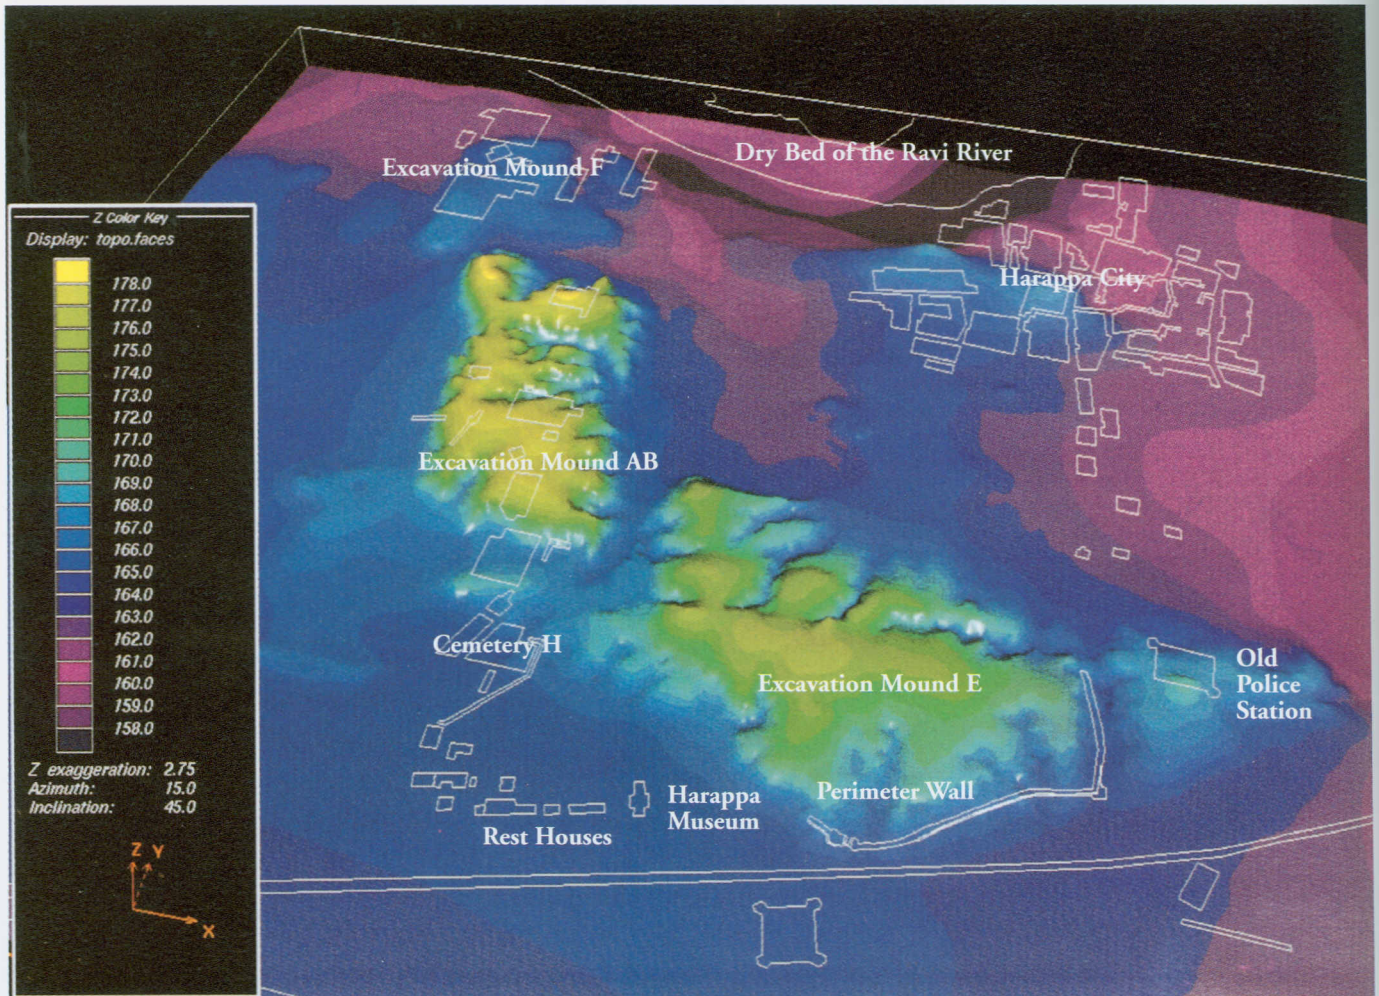 Dry Bed of the Ravi River
Excavation Mound F
Harappa City
Excavation Mound AB
Cemetery H
Excavation Mound E
Old
Police
Station
Perimeter Wall
Harappa
Museum
Rest Houses
Z Color Key
Display: topo.faces
178.0
177.0
176.0
175.0
174.0
173.0
172.0
171.0
170.0
169.0
168.0
167.0
166.0
165.0
164.0
163.0
162.0
161.0
160.0
159.0
158.0
Z exaggeration: 2.75
Azimuth: 15.0
Inclination: 45.0
Z Y
X